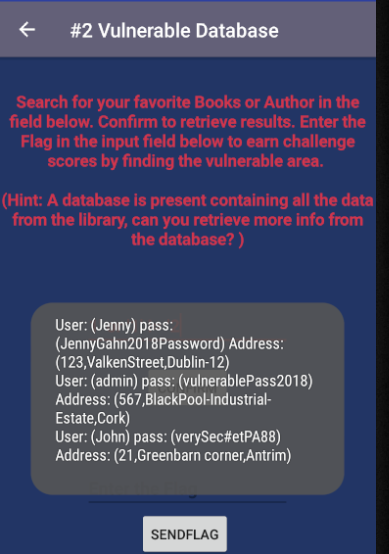 #2 Vulnerable Database
Search for your favorite Books or Author in the
field below. Confirm to retrieve results. Enter the
Flag in the input field below to earn challenge
scores by finding the vulnerable area.
(Hint: A database is present containing all the data
from the library, can you retrieve more info from
the database? )
User: (Jenny) pass:
(JennyGahn2018Password) Address:
(123,ValkenStreet,Dublin-12)
User: (admin) pass: (vulnerablePass2018)
Address: (567,BlackPool-Industrial-
Estate,Cork)
User: (John) pass: (verySec#etPA88)
Address: (21,Greenbarn corner,Antrim)
SENDFLAG